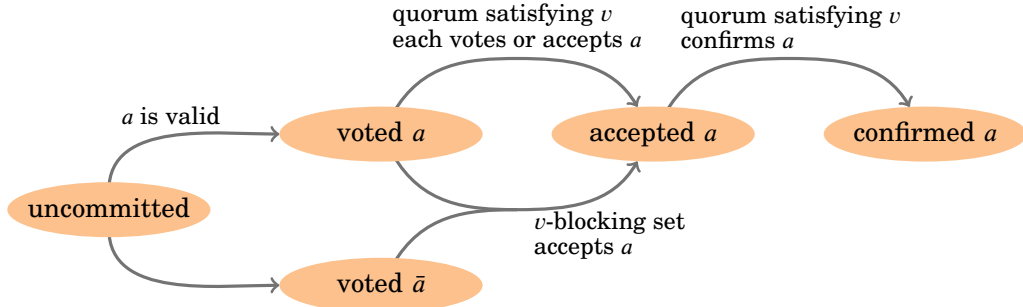 quorum satisfying v
each votes or accepts a
quorum satisfying v
confirms a
a is valid
voted a
accepted a
confirmed a
uncommitted
v-blocking set
accepts a
voted ā